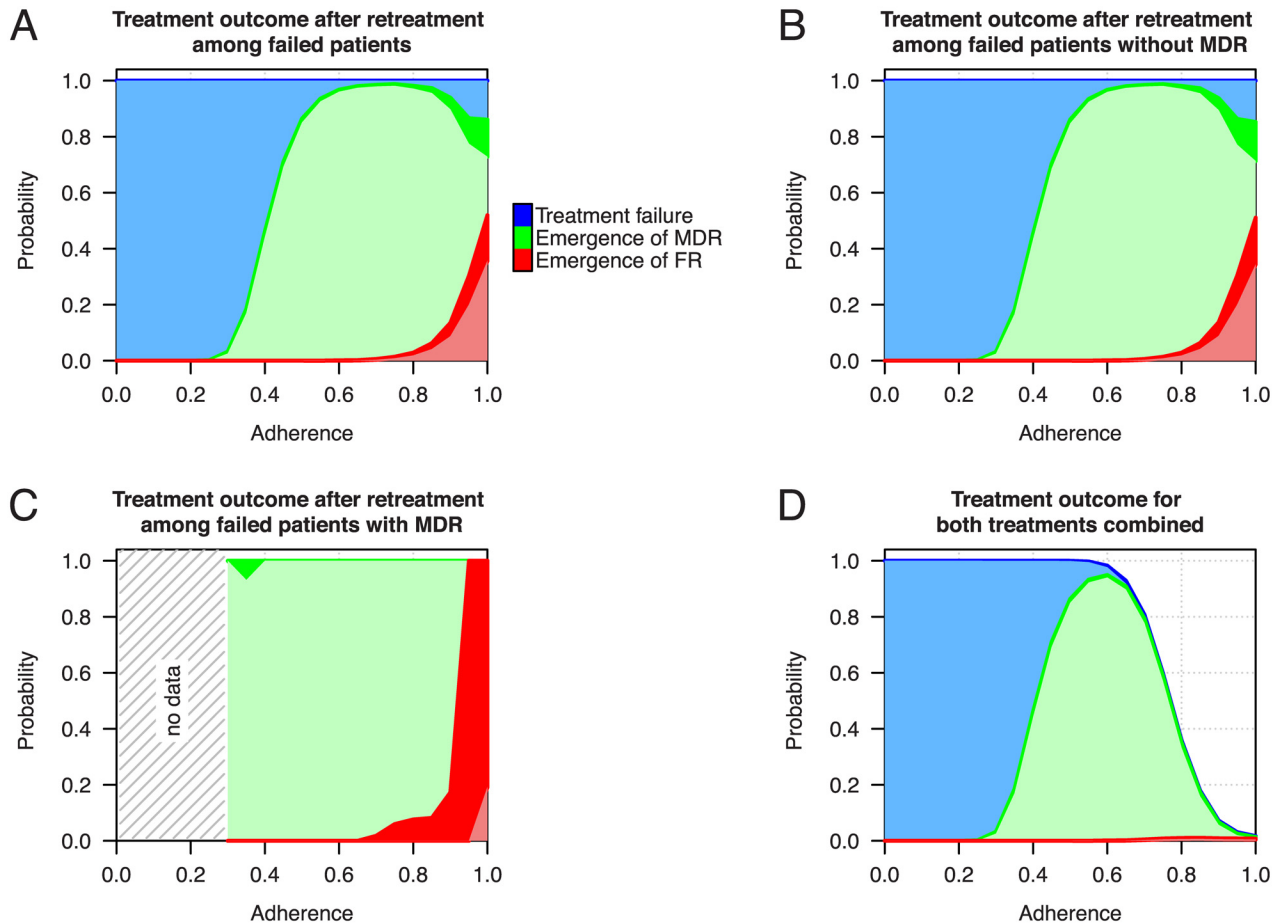 A
Treatment outcome after retreatment
among failed patients
Probability
1.0
0.8
0.6
0.4
0.2
0.0
0.0 0.2 0.4 0.6 0.8 1.0
Adherence
Treatment failure
Emergence of MDR
Emergence of FR
B
Treatment outcome after retreatment
among failed patients without MDR
Probability
1.0
0.8
0.6
0.4
0.2
0.0
0.0 0.2 0.4 0.6 0.8 1.0
Adherence
C
Treatment outcome after retreatment
among failed patients with MDR
Probability
1.0
0.8
0.6
0.4
0.2
0.0
no data
0.0 0.2 0.4 0.6 0.8 1.0
Adherence
D
Treatment outcome for
both treatments combined
Probability
1.0
0.8
0.6
0.4
0.2
0.0
0.0 0.2 0.4 0.6 0.8 1.0
Adherence